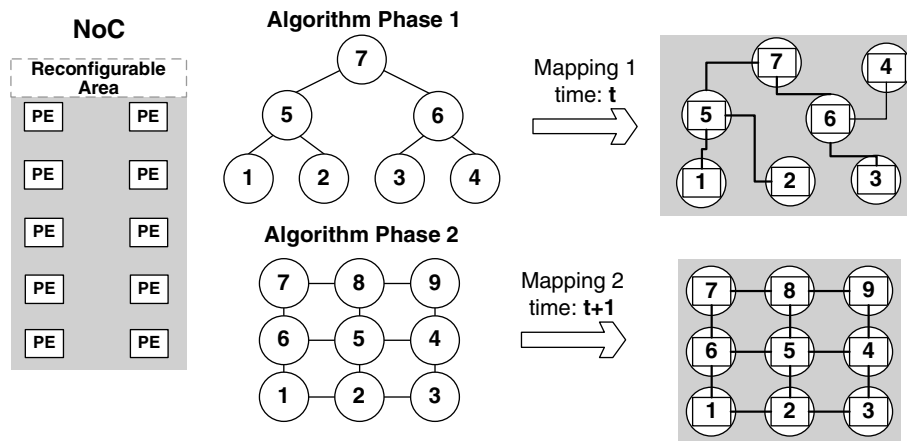 NoC
Reconfigurable
Area
PE PE
PE PE
PE PE
PE PE
PE PE
Algorithm Phase 1
7
5 6
1 2 3 4
Mapping 1
time: t
7 4
5 6
1 2 3
Algorithm Phase 2
7 8 9
6 5 4
1 2 3
Mapping 2
time: t+1
7 8 9
6 5 4
1 2 3